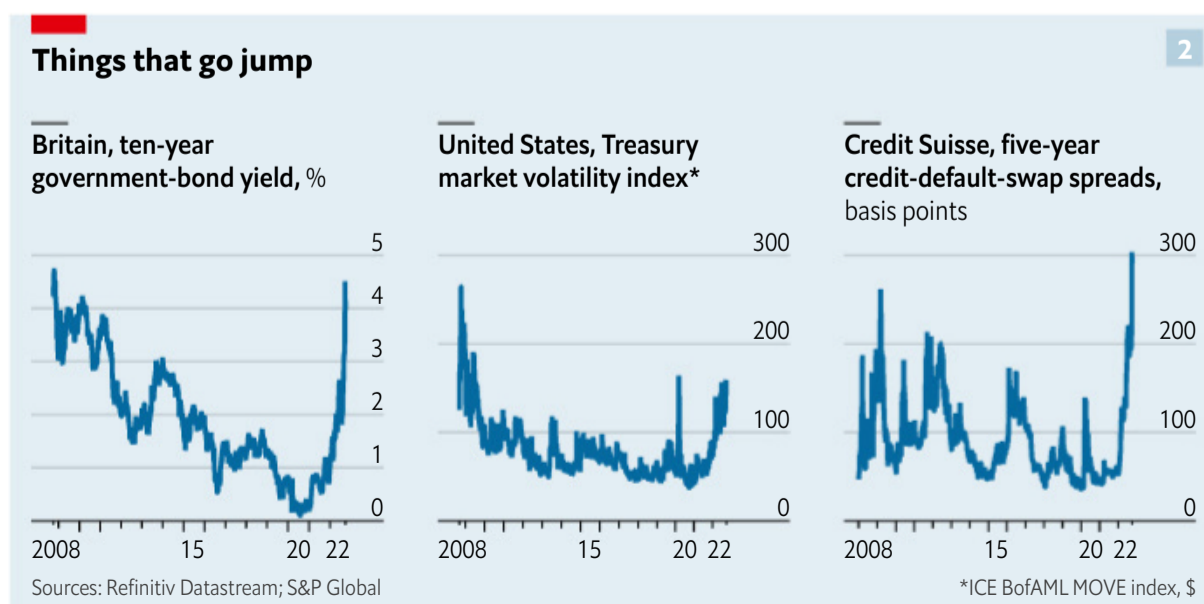 2
Things that go jump
Britain, ten-year
government-bond yield, %
5
4
3
2
1
0
2008 15 20 22
United States, Treasury
market volatility index*
300
200
100
0
2008 15 20 22
Credit Suisse, five-year
credit-default-swap spreads,
basis points
300
200
100
0
2008 15 20 22
Sources: Refinitiv Datastream; S&P Global
*ICE BofAML MOVE index, $